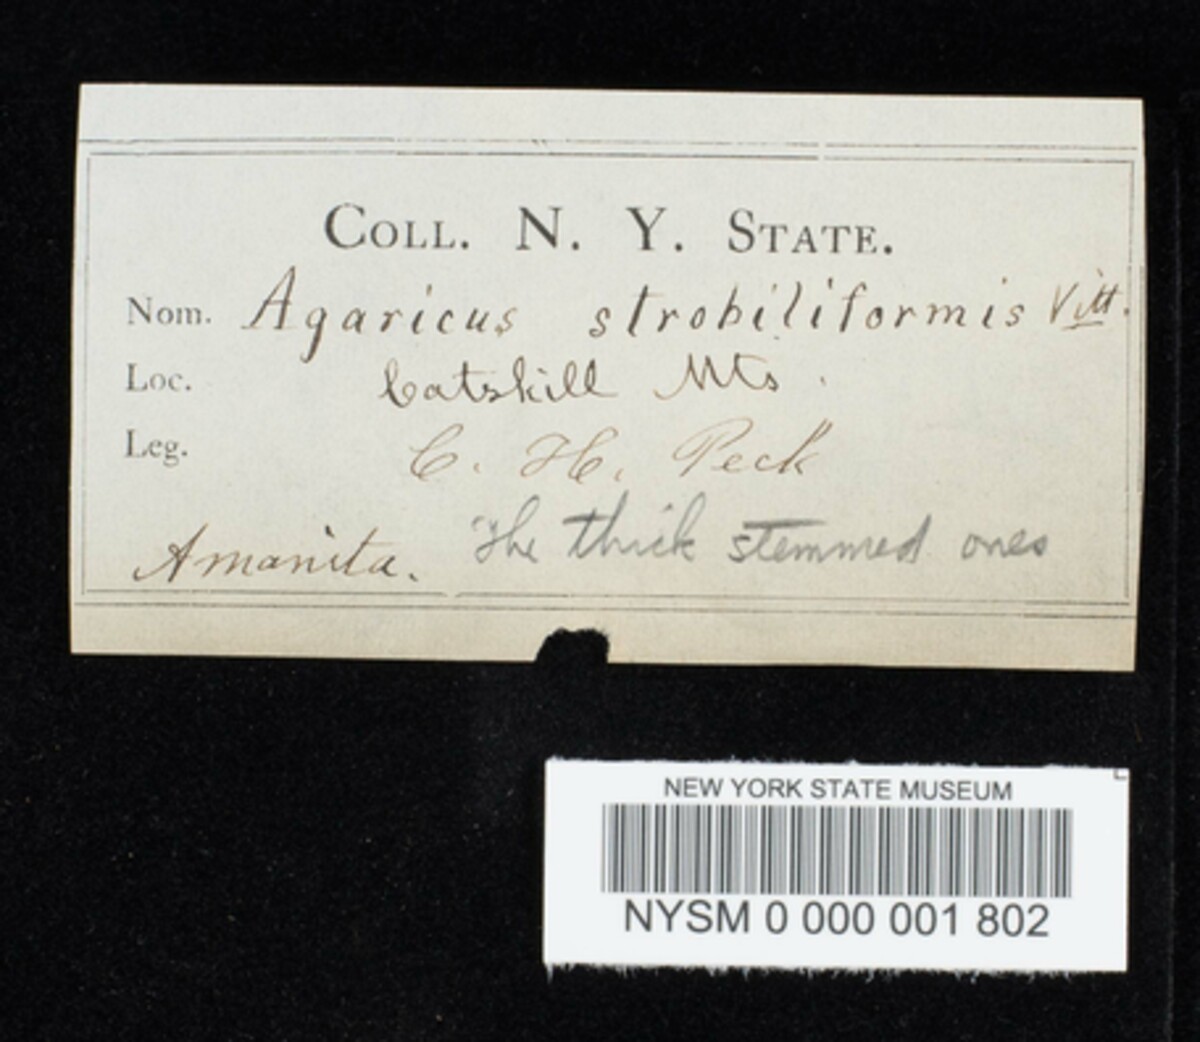 COLL. N. Y. STATE.
Nom. Agaricus strobiliformis Vitt.
Loc. Catskill Mts.
Leg. C. H. Peck
Amanita. The thick stemmed ones
NEW YORK STATE MUSEUM
NYSM 0 000 001 802